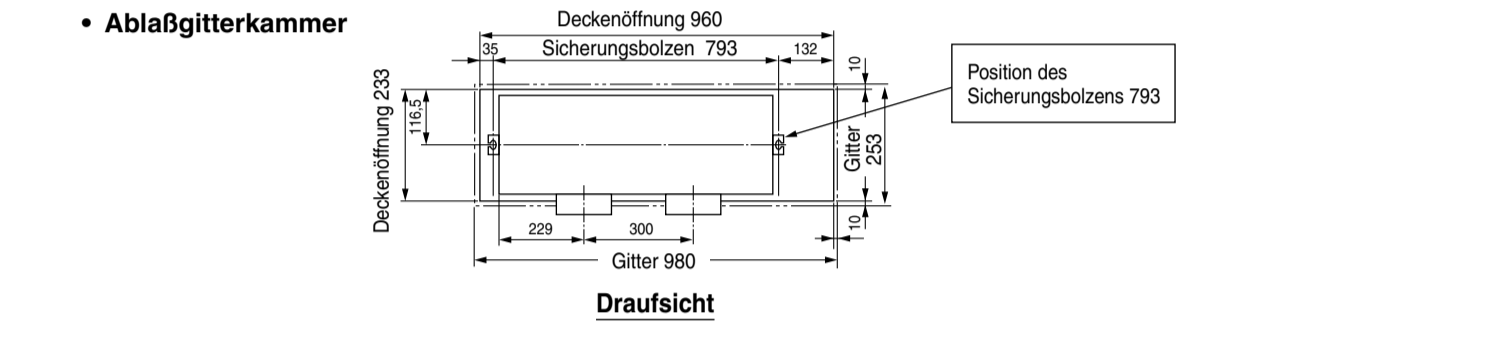 • Ablaßgitterkammer
Deckenöffnung 960
35
Sicherungsbolzen 793
132
10
Position des
Sicherungsbolzens 793
Deckenöffnung 233
116,5
Gitter
253
229
300
10
Gitter 980
Draufsicht